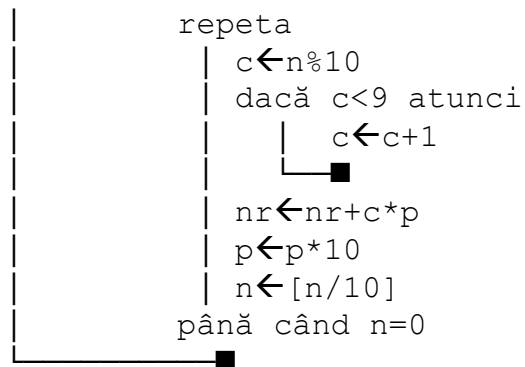 repeta
c🡨n%10
dacă c<9 atunci
c🡨c+1
nr🡨nr+c*p
p🡨p*10
n🡨[n/10]
până când n=0